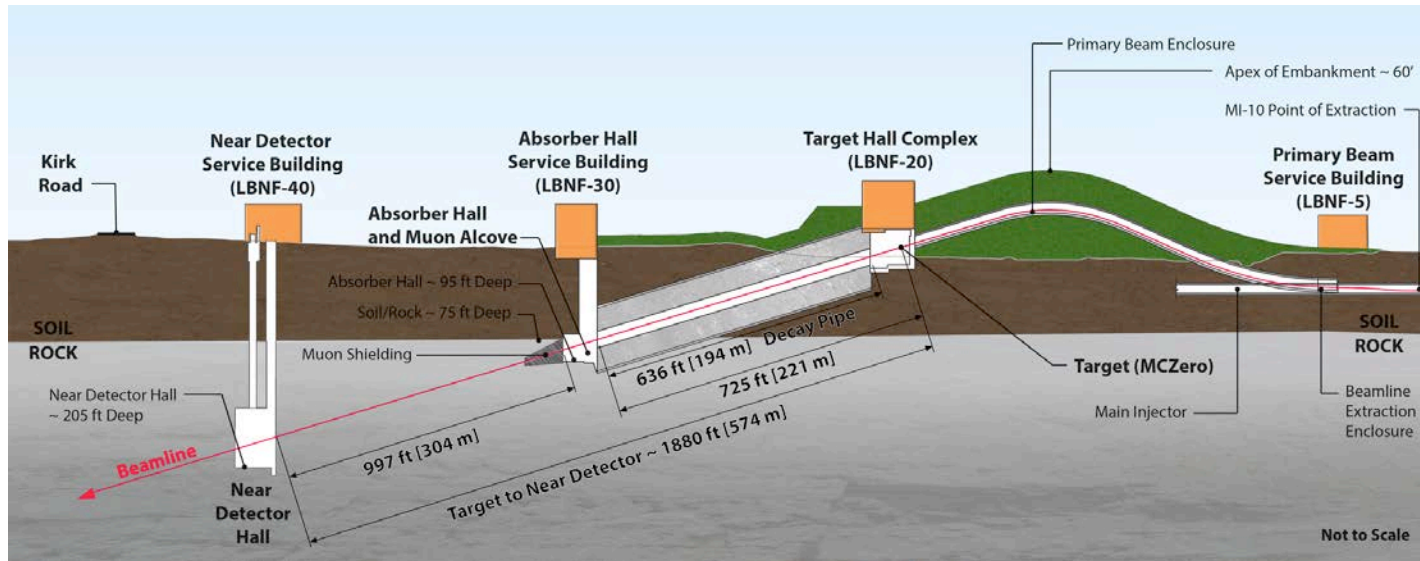 Primary Beam Enclosure
Apex of Embankment ~ 60'
MI-10 Point of Extraction
Kirk
Road
Near Detector
Service Building
(LBNF-40)
Absorber Hall
Service Building
(LBNF-30)
Target Hall Complex
(LBNF-20)
Primary Beam
Service Building
(LBNF-5)
Absorber Hall
and Muon Alcove
Absorber Hall ~ 95 ft Deep
Soil/Rock ~ 75 ft Deep
Muon Shielding
SOIL
ROCK
SOIL
ROCK
Near Detector Hall
~ 205 ft Deep
636 ft [194 m] Decay Pipe
725 ft [221 m]
997 ft [304 m]
Target to Near Detector ~ 1880 ft [574 m]
Target (MCZero)
Main Injector
Beamline
Extraction
Enclosure
Beamline
Near
Detector
Hall
Not to Scale